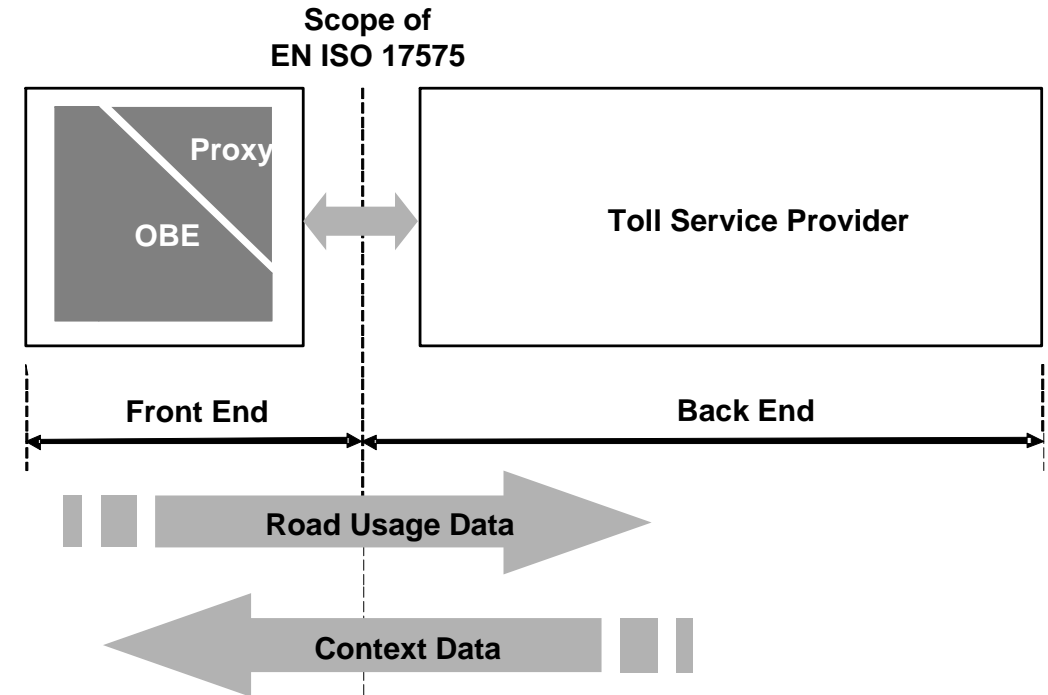 Scope of
EN ISO 17575
Proxy
OBE
Toll Service Provider
Front End
Back End
Road Usage Data
Context Data